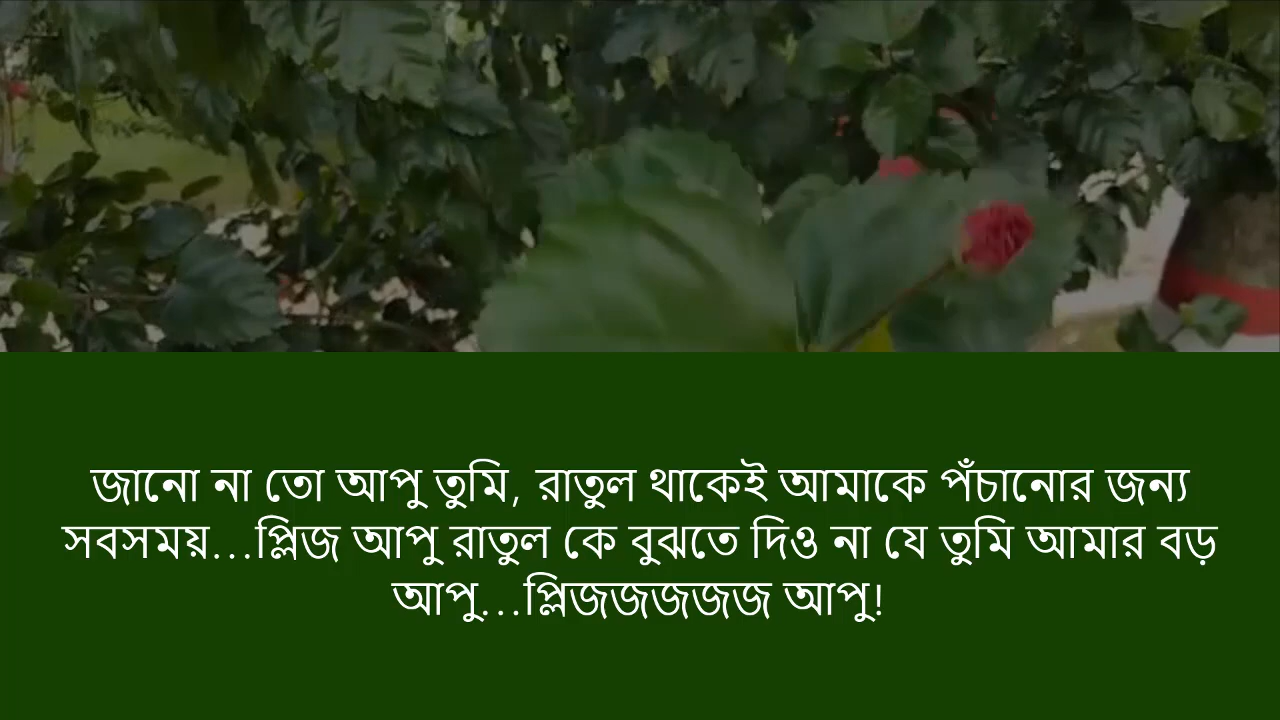 জানো না তো আপু তুমি, রাতুল থাকেই আমাকে পঁচানোর জন্য
সবসময়...প্লিজ আপু রাতুল কে বুঝতে দিও না যে তুমি আমার বড়
আপু...প্লিজজজজজ আপু!